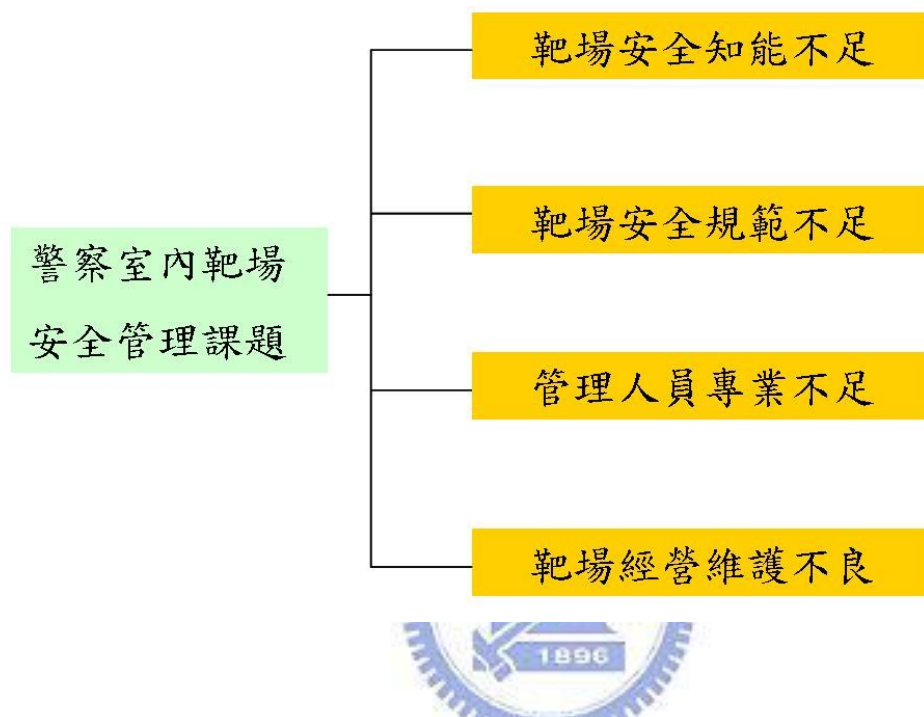 警察室內靶場
安全管理課題
靶場安全知能不足
靶場安全規範不足
管理人員專業不足
靶場經營維護不良
1896